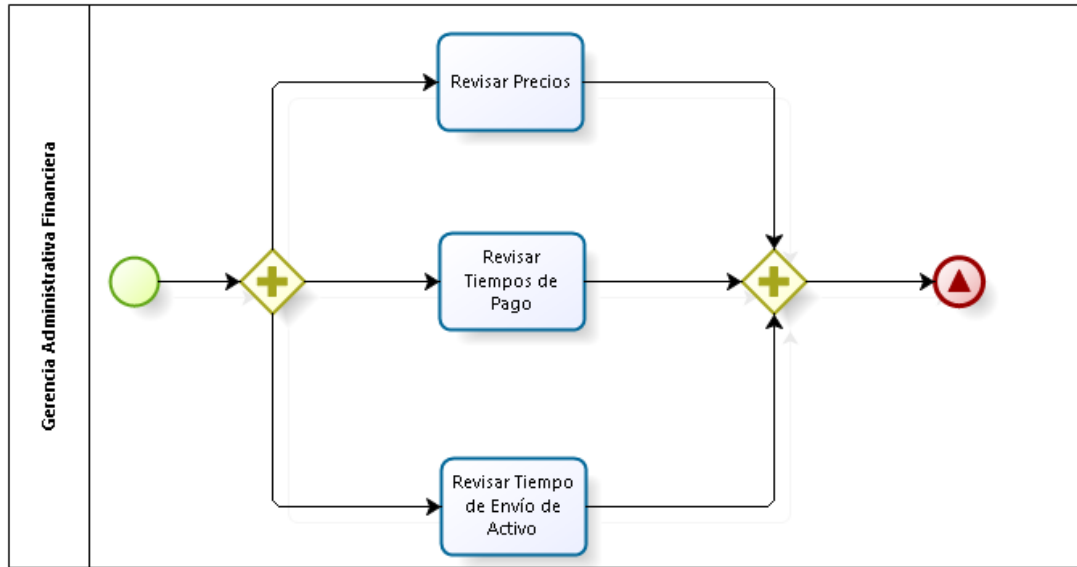 Gerencia Administrativa Financiera
Revisar Precios
Revisar
Tiempos de
Pago
Revisar Tiempo
de Envío de
Activo